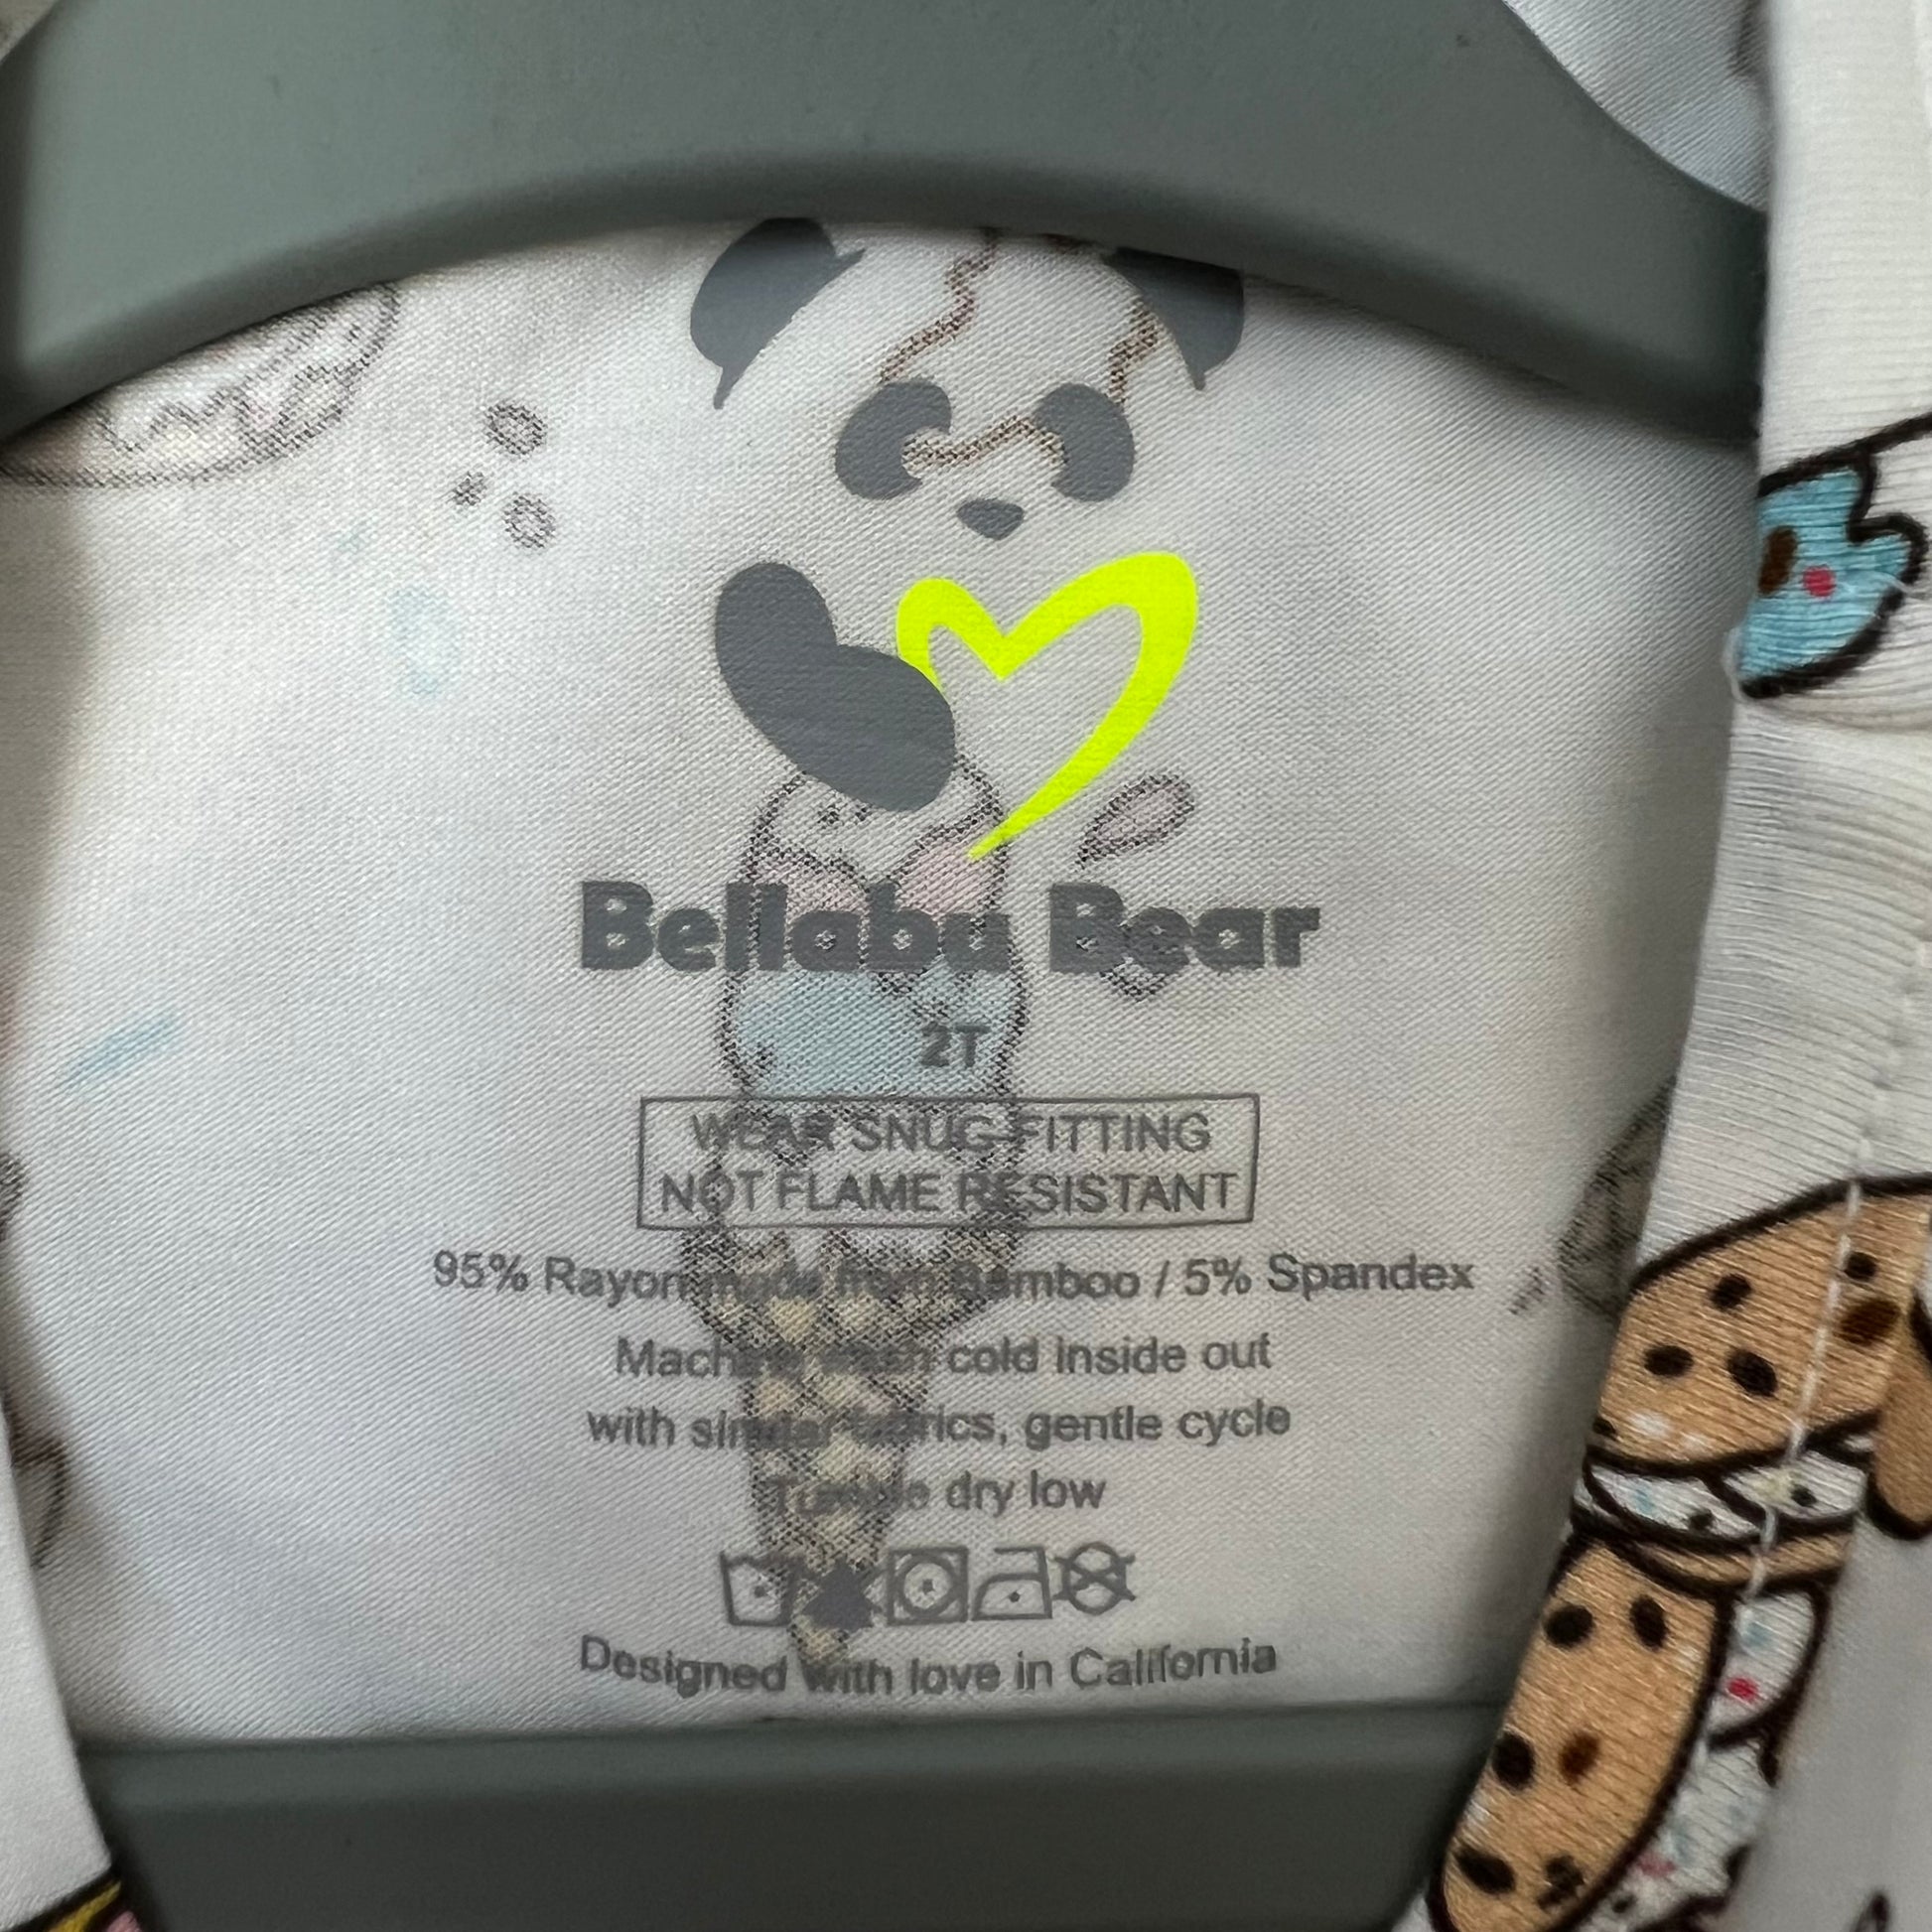 Bellabu Bear
2T
WEAR SNUG-FITTING
NOT FLAME RESISTANT
95% Rayon made from Bamboo / 5% Spandex
Machine wash cold inside out
with similar fabrics, gentle cycle
Tumble dry low
Designed with love in California